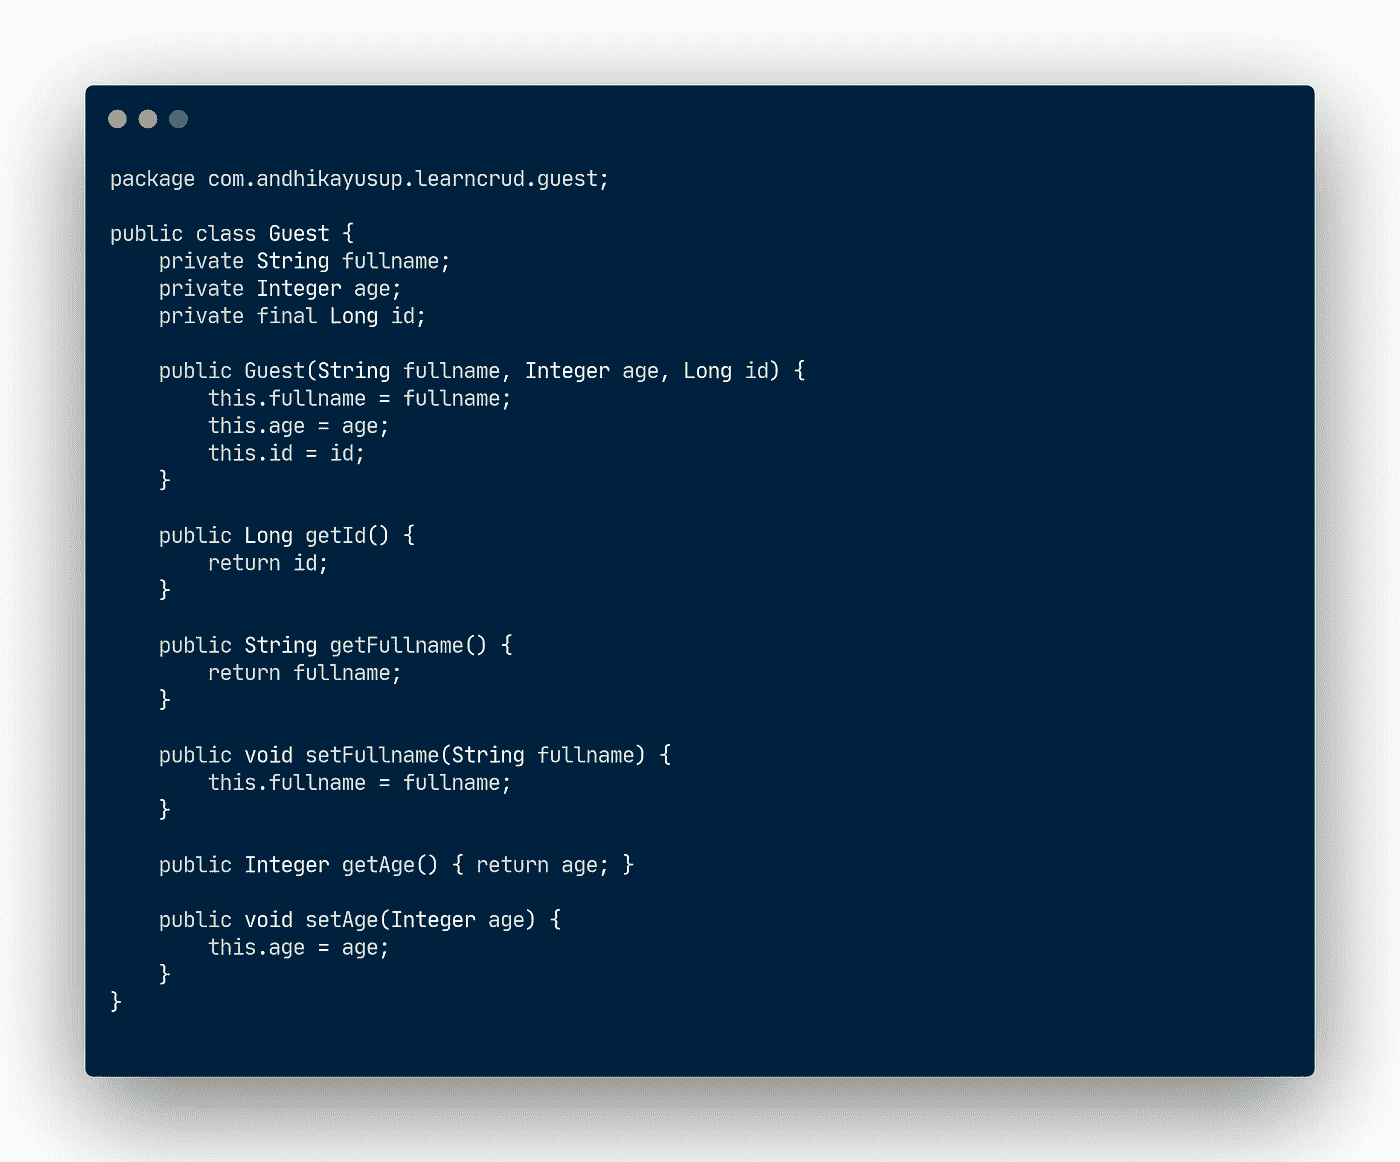 package com.andhikayusup.learncrud.guest;
public class Guest {
    private String fullname;
    private Integer age;
    private final Long id;
    public Guest(String fullname, Integer age, Long id) {
        this.fullname = fullname;
        this.age = age;
        this.id = id;
    }
    public Long getId() {
        return id;
    }
    public String getFullname() {
        return fullname;
    }
    public void setFullname(String fullname) {
        this.fullname = fullname;
    }
    public Integer getAge() { return age; }
    public void setAge(Integer age) {
        this.age = age;
    }
}